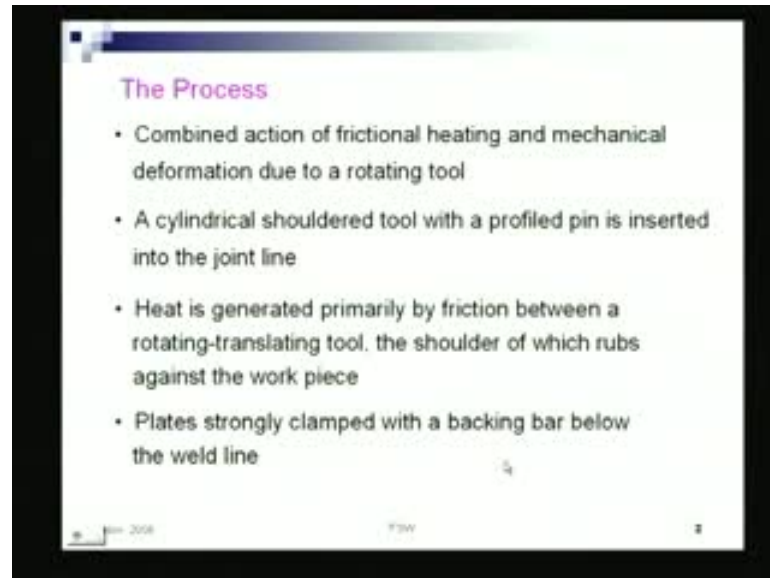 The Process
• Combined action of frictional heating and mechanical
deformation due to a rotating tool
• A cylindrical shouldered tool with a profiled pin is inserted
into the joint line
• Heat is generated primarily by friction between a
rotating-translating tool, the shoulder of which rubs
against the work piece
• Plates strongly clamped with a backing bar below
the weld line
FSW